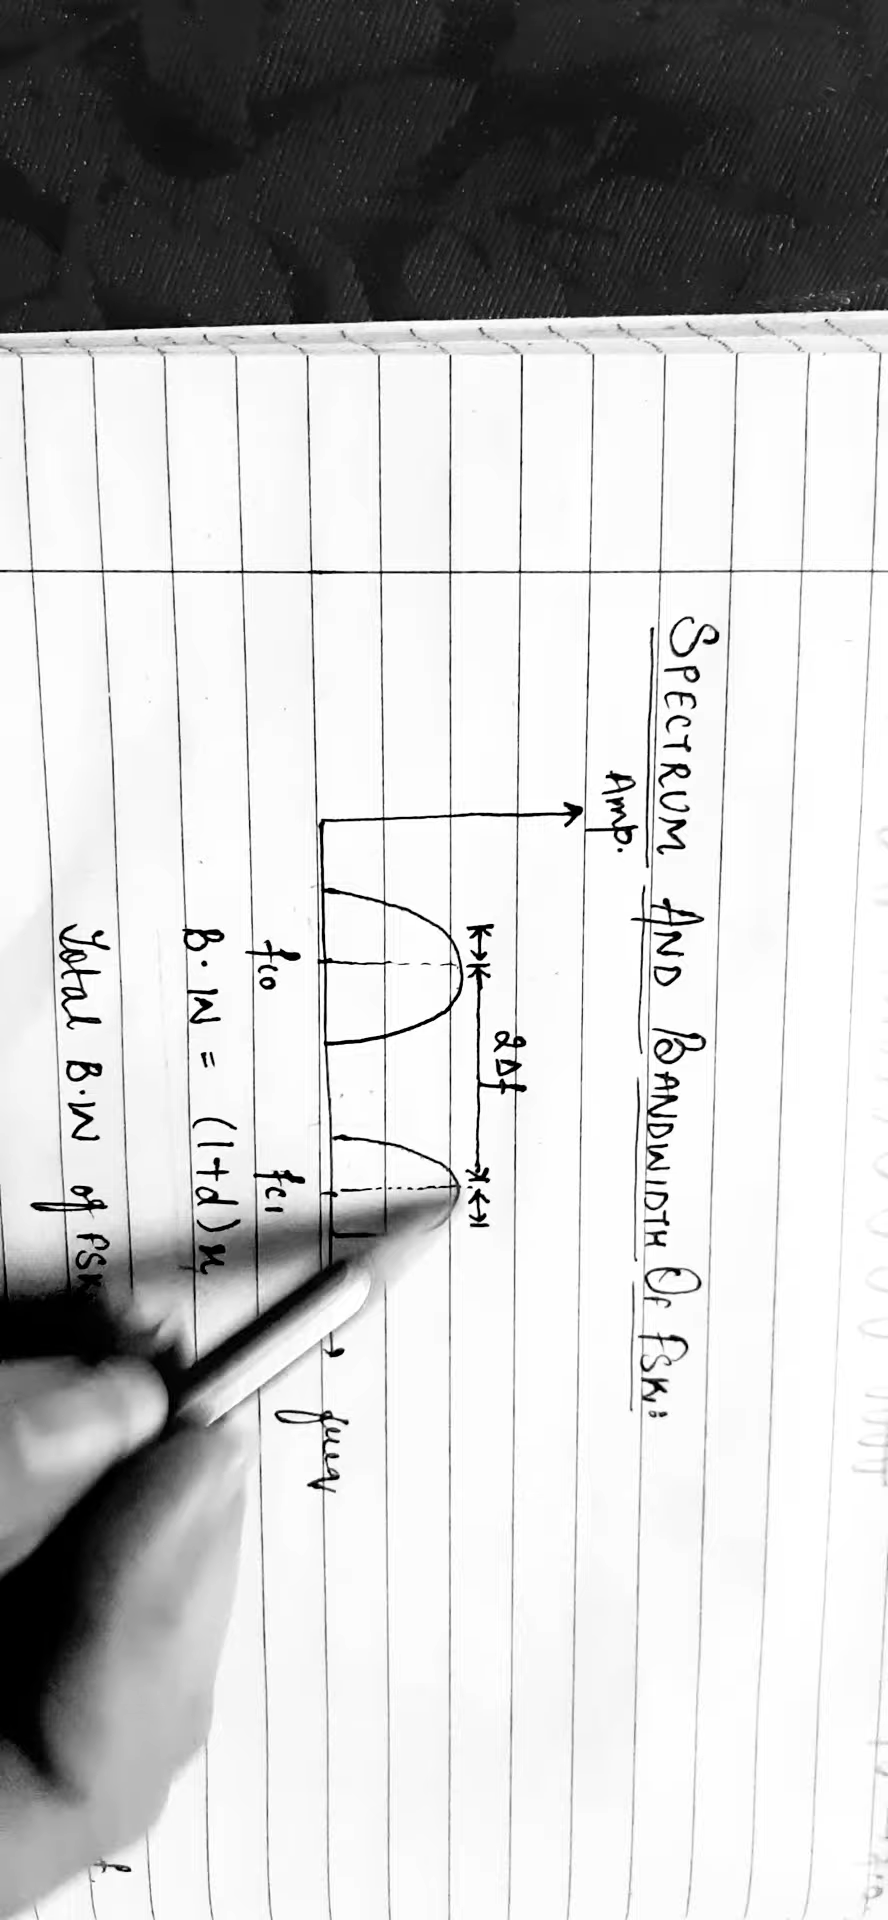 SPECTRUM AND BANDWIDTH OF FSK:
Amp.
2Δf
fc0 fc1 freq
B.W = (1+d)x
Total B.W of FSK
f